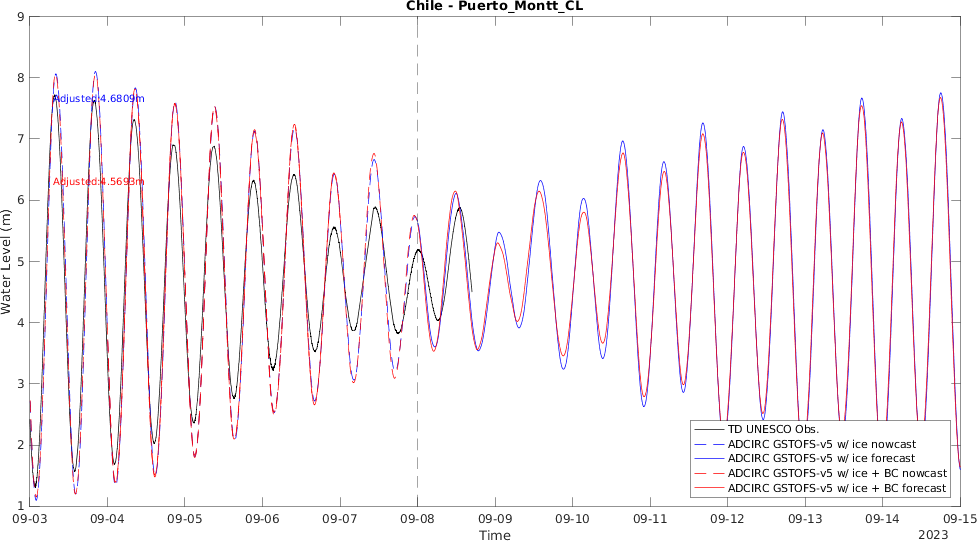 Chile - Puerto_Montt_CL
9
8
7
6
5
4
3
2
1
Water Level (m)
Adjusted:4.6809m
Adjusted:4.5693m
TD UNESCO Obs.
ADCIRC GSTOFS-v5 w/ ice nowcast
ADCIRC GSTOFS-v5 w/ ice forecast
ADCIRC GSTOFS-v5 w/ ice + BC nowcast
ADCIRC GSTOFS-v5 w/ ice + BC forecast
09-03 09-04 09-05 09-06 09-07 09-08 09-09 09-10 09-11 09-12 09-13 09-14 09-15
Time
2023